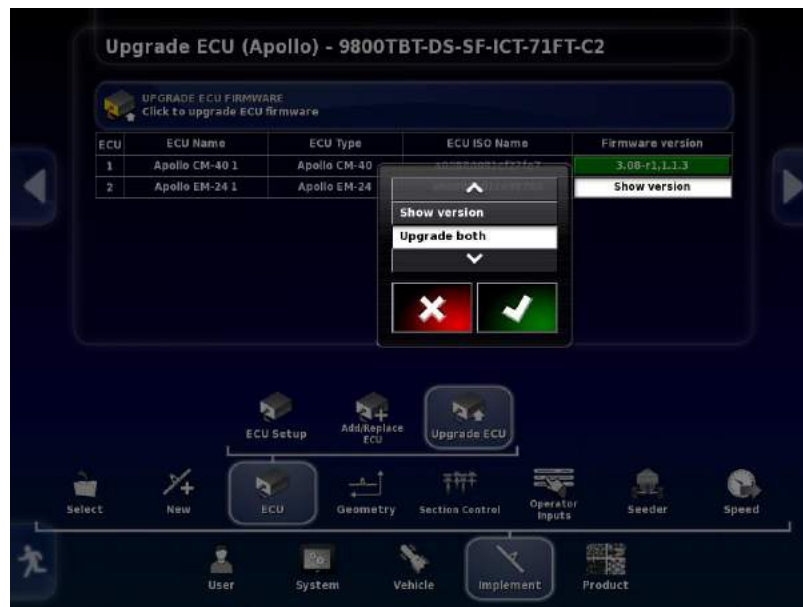 Upgrade ECU (Apollo) - 9800TBT-DS-SF-ICT-71FT-C2
UPGRADE ECU FIRMWARE
Click to upgrade ECU firmware
ECU ECU Name ECU Type ECU ISO Name Firmware version
1 Apollo CM-40 1 Apollo CM-40 3.08-r1,1.1.3
2 Apollo EM-24 1 Apollo EM-24 Show version
Show version
Upgrade both
ECU Setup
Add/Replace
ECU
Upgrade ECU
Select New ECU Geometry Section Control
Operator
Inputs
Seeder Speed
User System Vehicle Implement Product